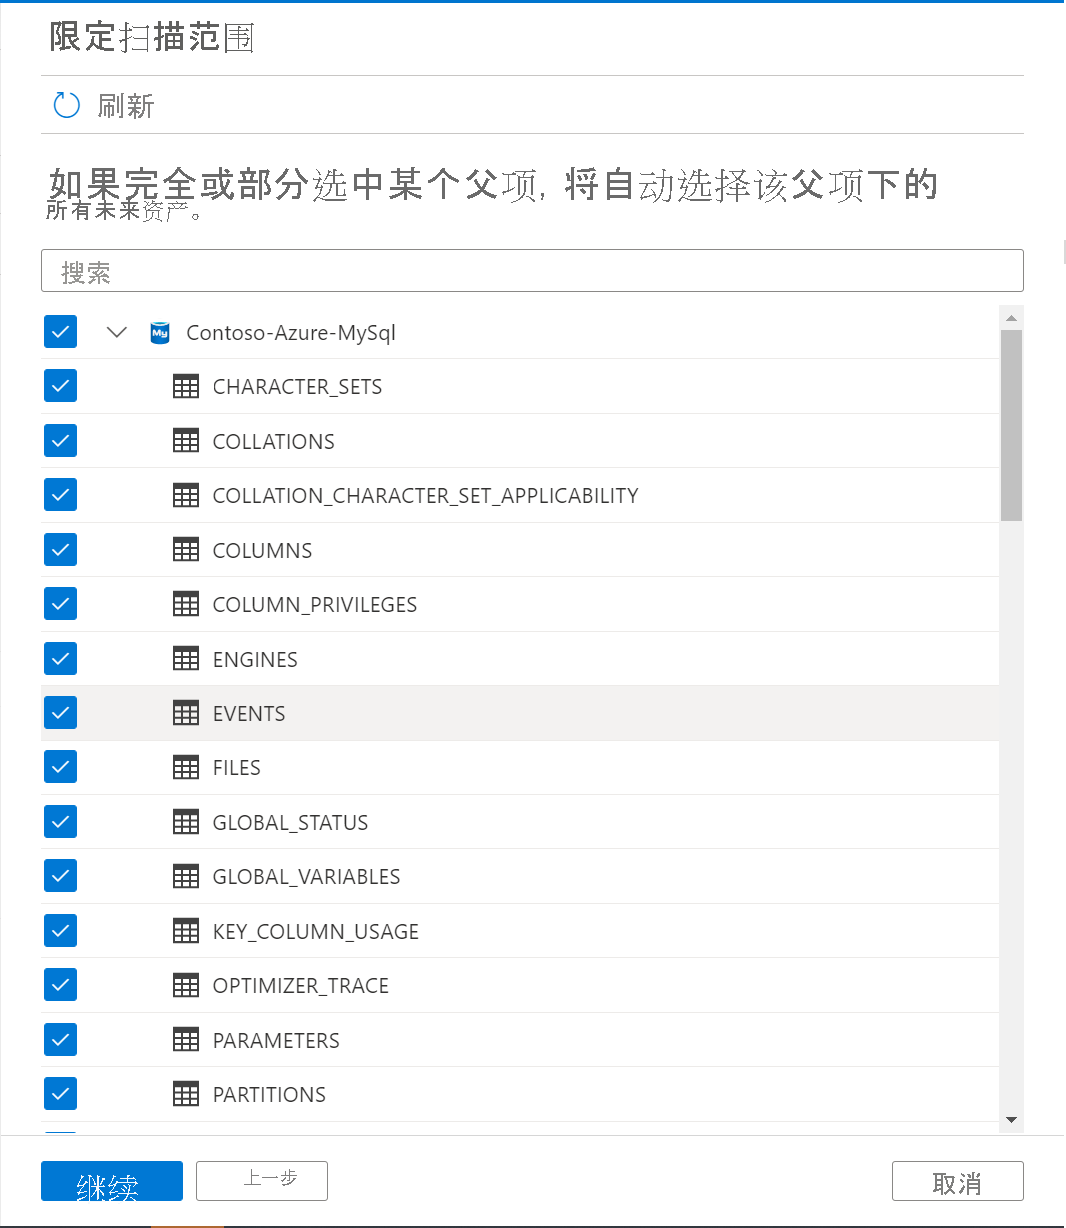 限定扫描范围
刷新
如果完全或部分选中某个父项, 将自动选择该父项下的
所有未来资产。
搜索
My Contoso-Azure-MySql
CHARACTER_SETS
COLLATIONS
COLLATION_CHARACTER_SET_APPLICABILITY
COLUMNS
COLUMN_PRIVILEGES
ENGINES
EVENTS
FILES
GLOBAL_STATUS
GLOBAL_VARIABLES
KEY_COLUMN_USAGE
OPTIMIZER_TRACE
PARAMETERS
PARTITIONS
继续 上一步 取消